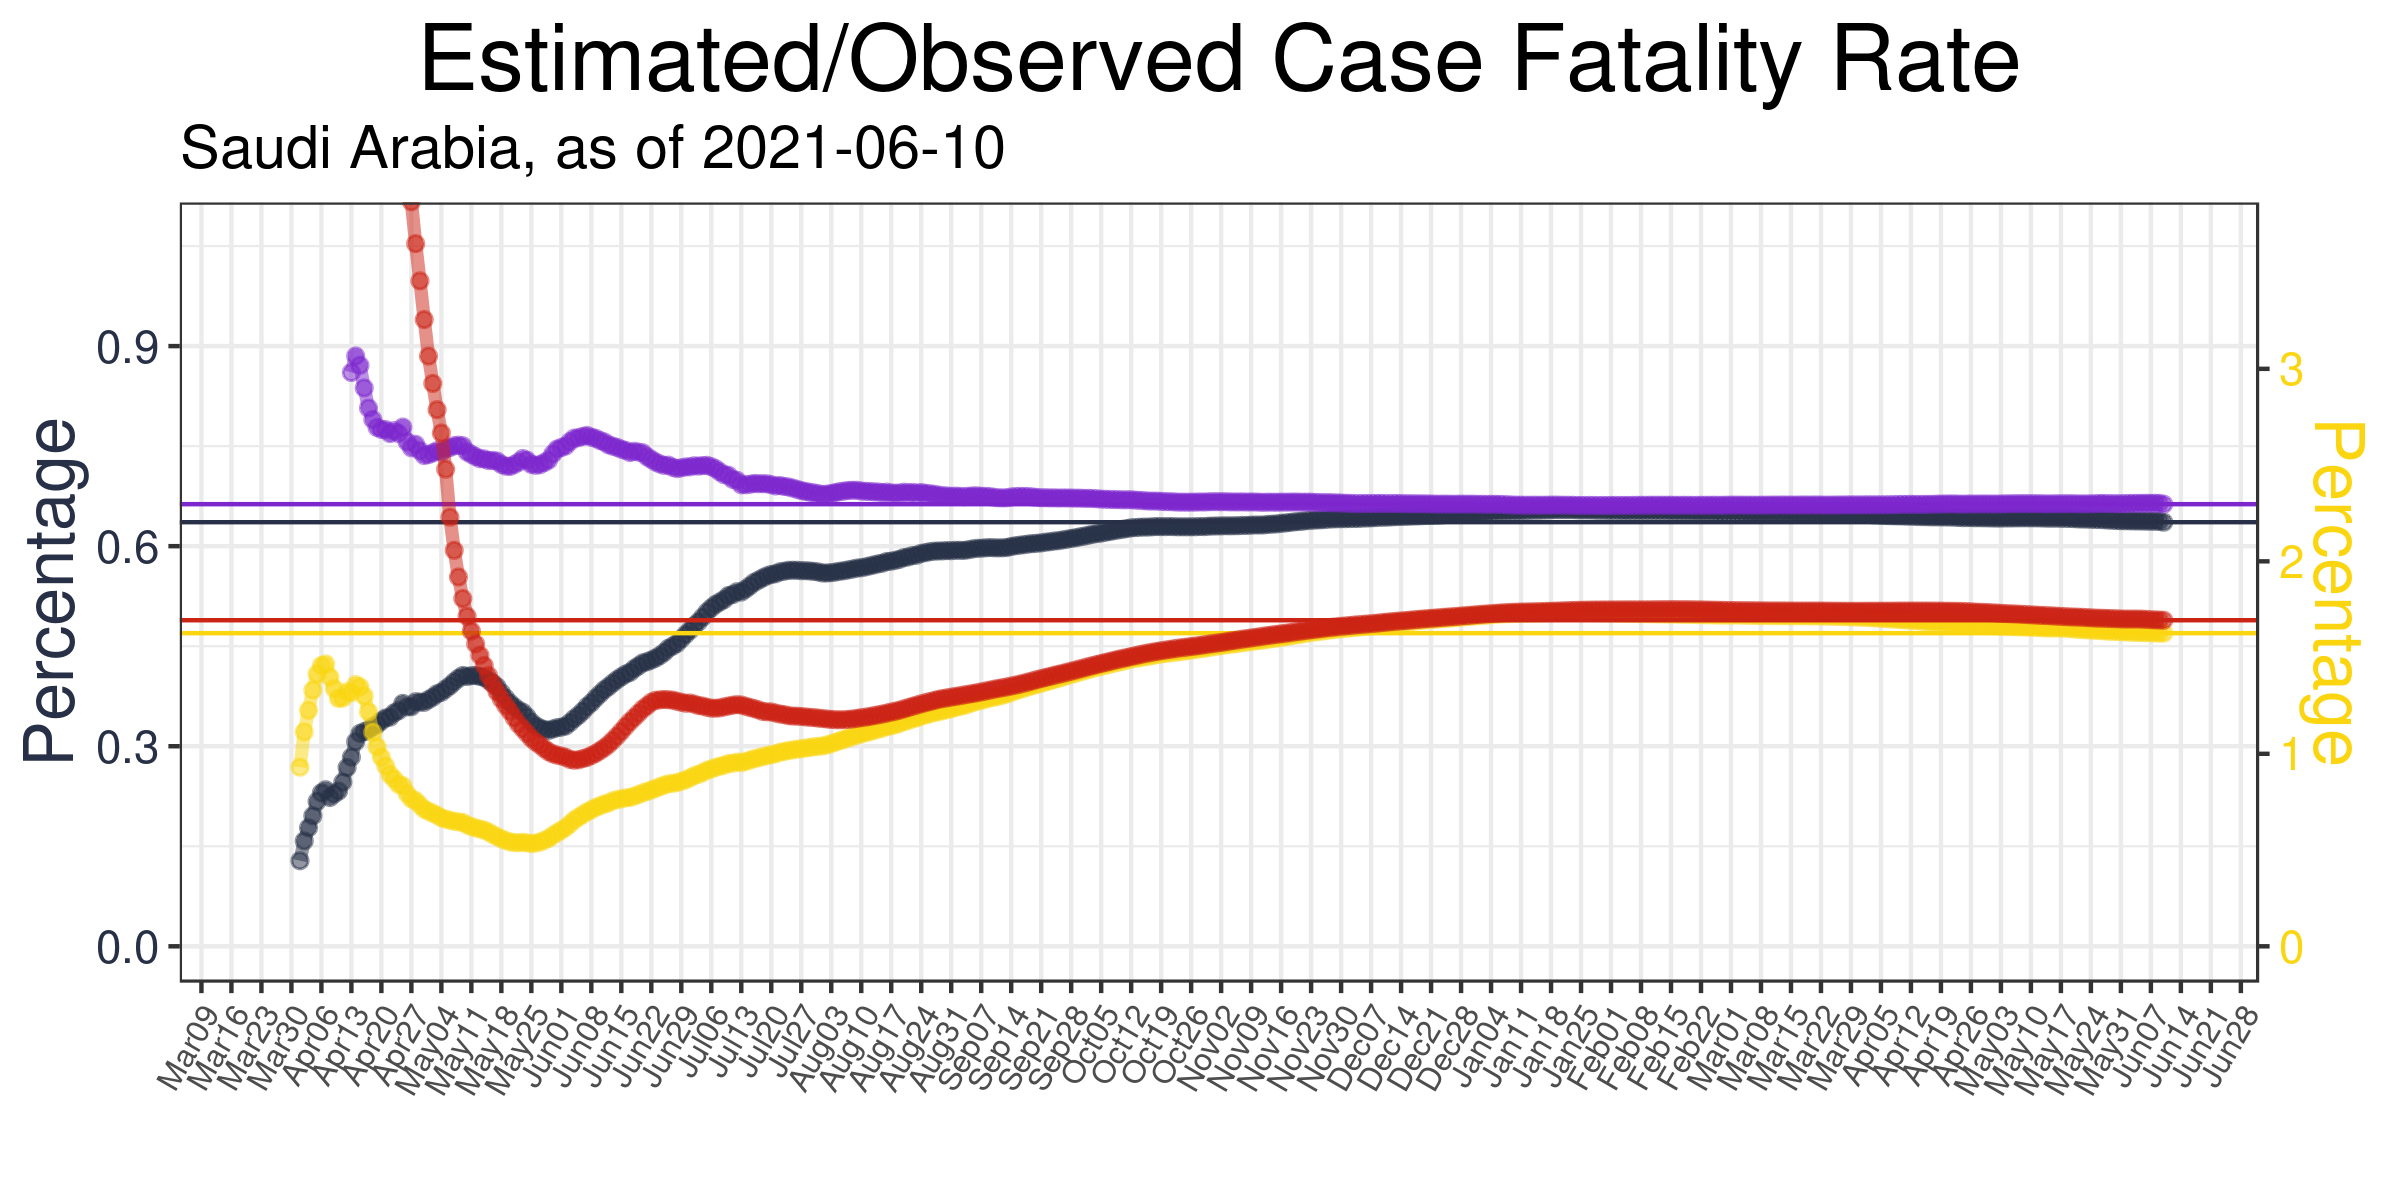 Estimated/Observed Case Fatality Rate
Saudi Arabia, as of 2021-06-10
Percentage
0.9
0.6
0.3
0.0
3
2
1
0
Percentage
Mar09 Mar16 Mar23 Mar30 Apr06 Apr13 Apr20 Apr27 May04 May11 May18 May25 Jun01 Jun08 Jun15 Jun22 Jun29 Jul06 Jul13 Jul20 Jul27 Aug03 Aug10 Aug17 Aug24 Aug31 Sep07 Sep14 Sep21 Sep28 Oct05 Oct12 Oct19 Oct26 Nov02 Nov09 Nov16 Nov23 Nov30 Dec07 Dec14 Dec21 Dec28 Jan04 Jan11 Jan18 Jan25 Feb01 Feb08 Feb15 Feb22 Mar01 Mar08 Mar15 Mar22 Mar29 Apr05 Apr12 Apr19 Apr26 May03 May10 May17 May24 May31 Jun07 Jun14 Jun21 Jun28